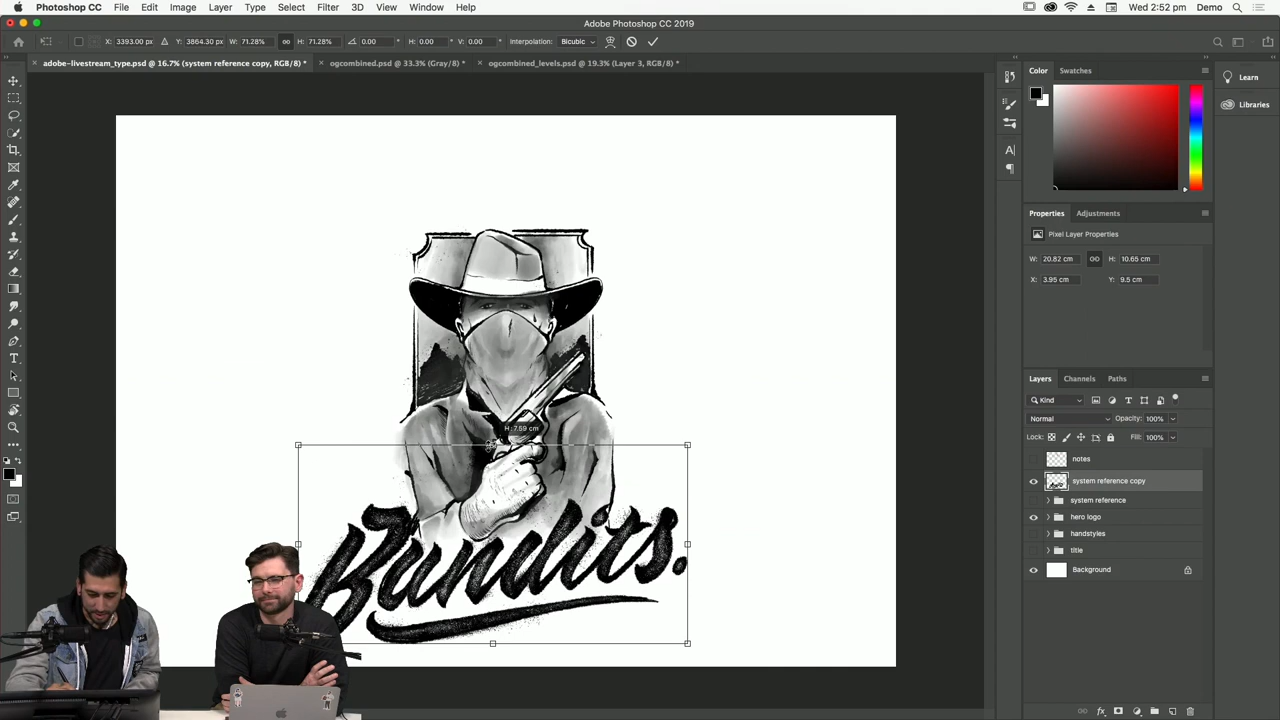 Photoshop CC File Edit Image Layer Type Select Filter 3D View Window Help Wed 2:52 pm Demo
Adobe Photoshop CC 2019
X: 3393.00 px Y: 3864.30 px W: 71.28% H: 71.28% 0.00 ° H: 0.00 ° V: 0.00 ° Interpolation: Bicubic
adobe-livestream_type.psd @ 16.7% (system reference copy, RGB/8) * ogcombined.psd @ 33.3% (Gray/8) * ogcombined_levels.psd @ 19.3% (Layer 3, RGB/8) *
Color Swatches
Learn
Libraries
Properties Adjustments
Pixel Layer Properties
W: 20.82 cm H: 10.65 cm
X: 3.95 cm Y: 9.5 cm
Layers Channels Paths
Kind
Normal Opacity: 100%
Lock: Fill: 100%
notes
system reference copy
system reference
hero logo
handstyles
title
Background
H: 7.59 cm
Bandits.